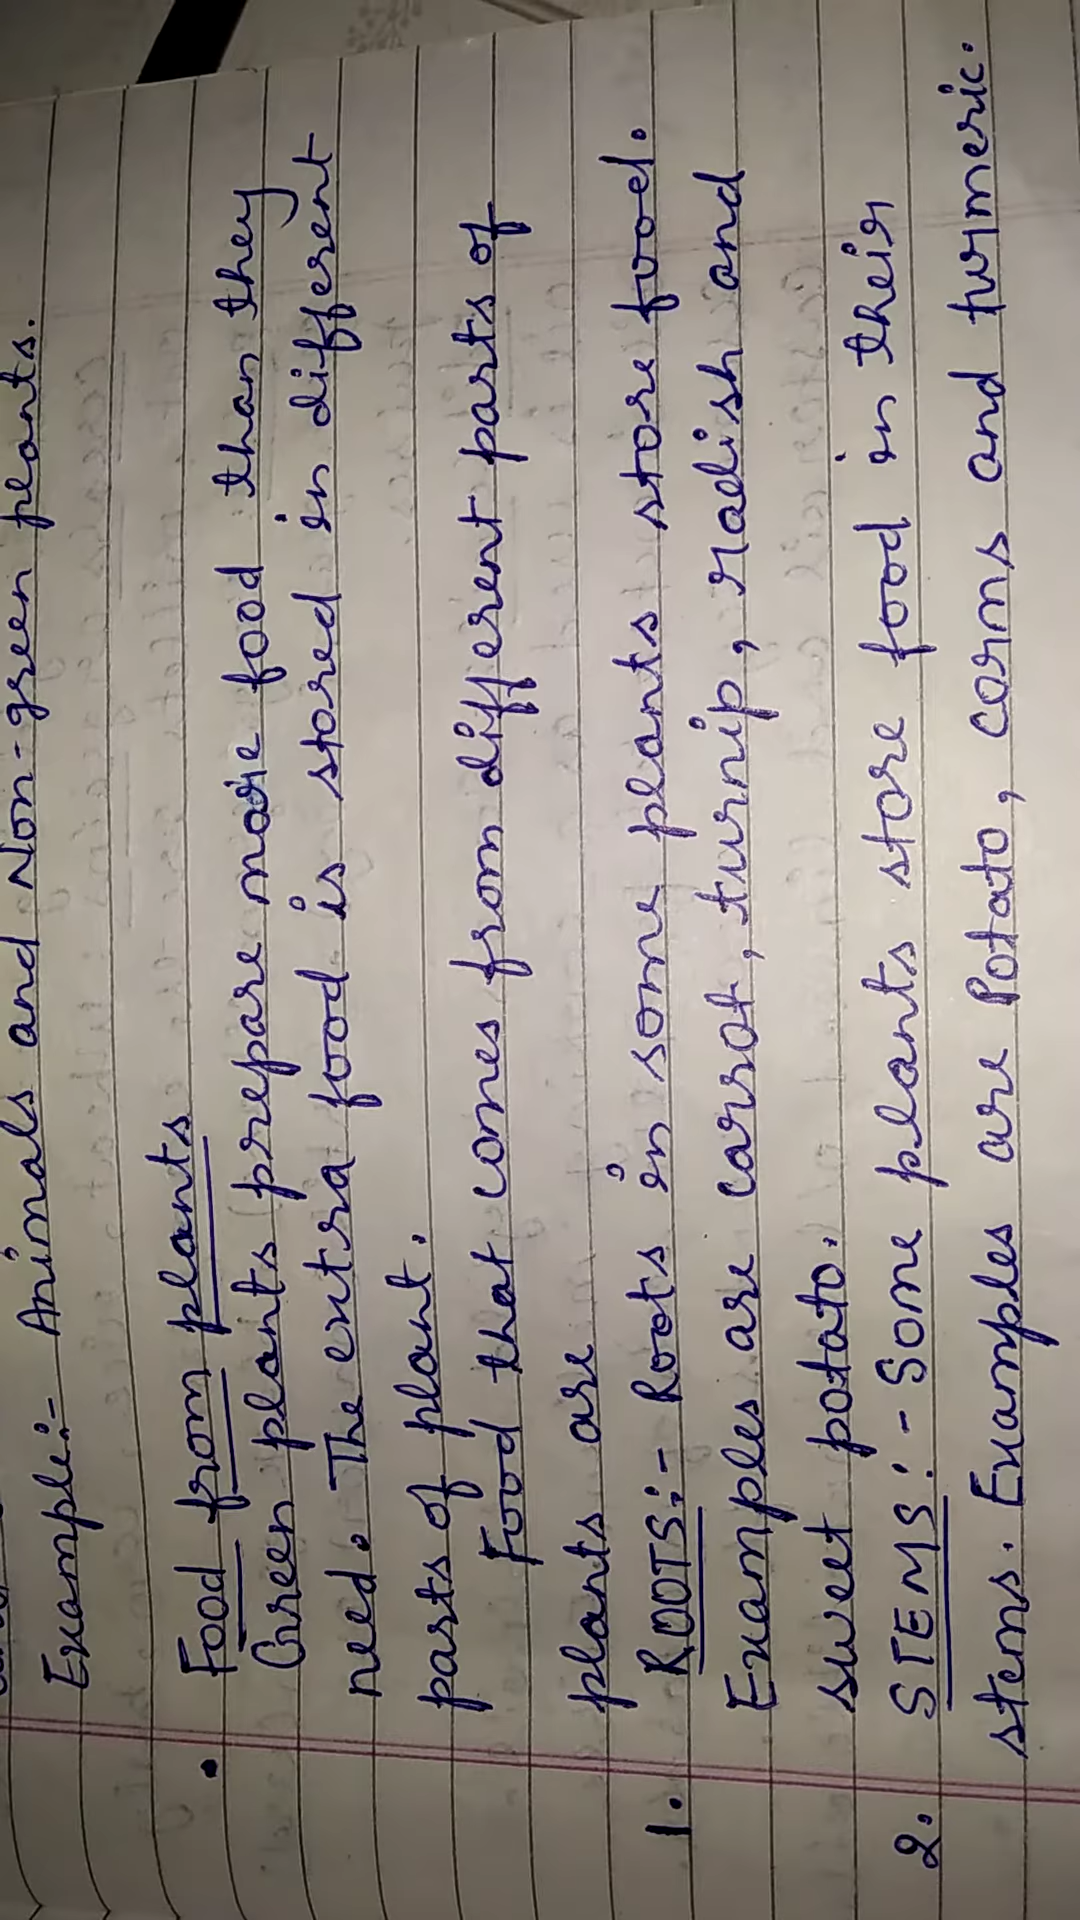 Example:- Animals and Non-green plants.
• Food from plants
Green plants prepare more food than they
need. The extra food is stored in different
parts of plant.
Food that comes from different parts of
plants are
1. ROOTS:- Roots in some plants store food.
Examples are carrot, turnip, radish and
sweet potato.
2. STEMS:- Some plants store food in their
stems. Examples are Potato, corms and turmeric.